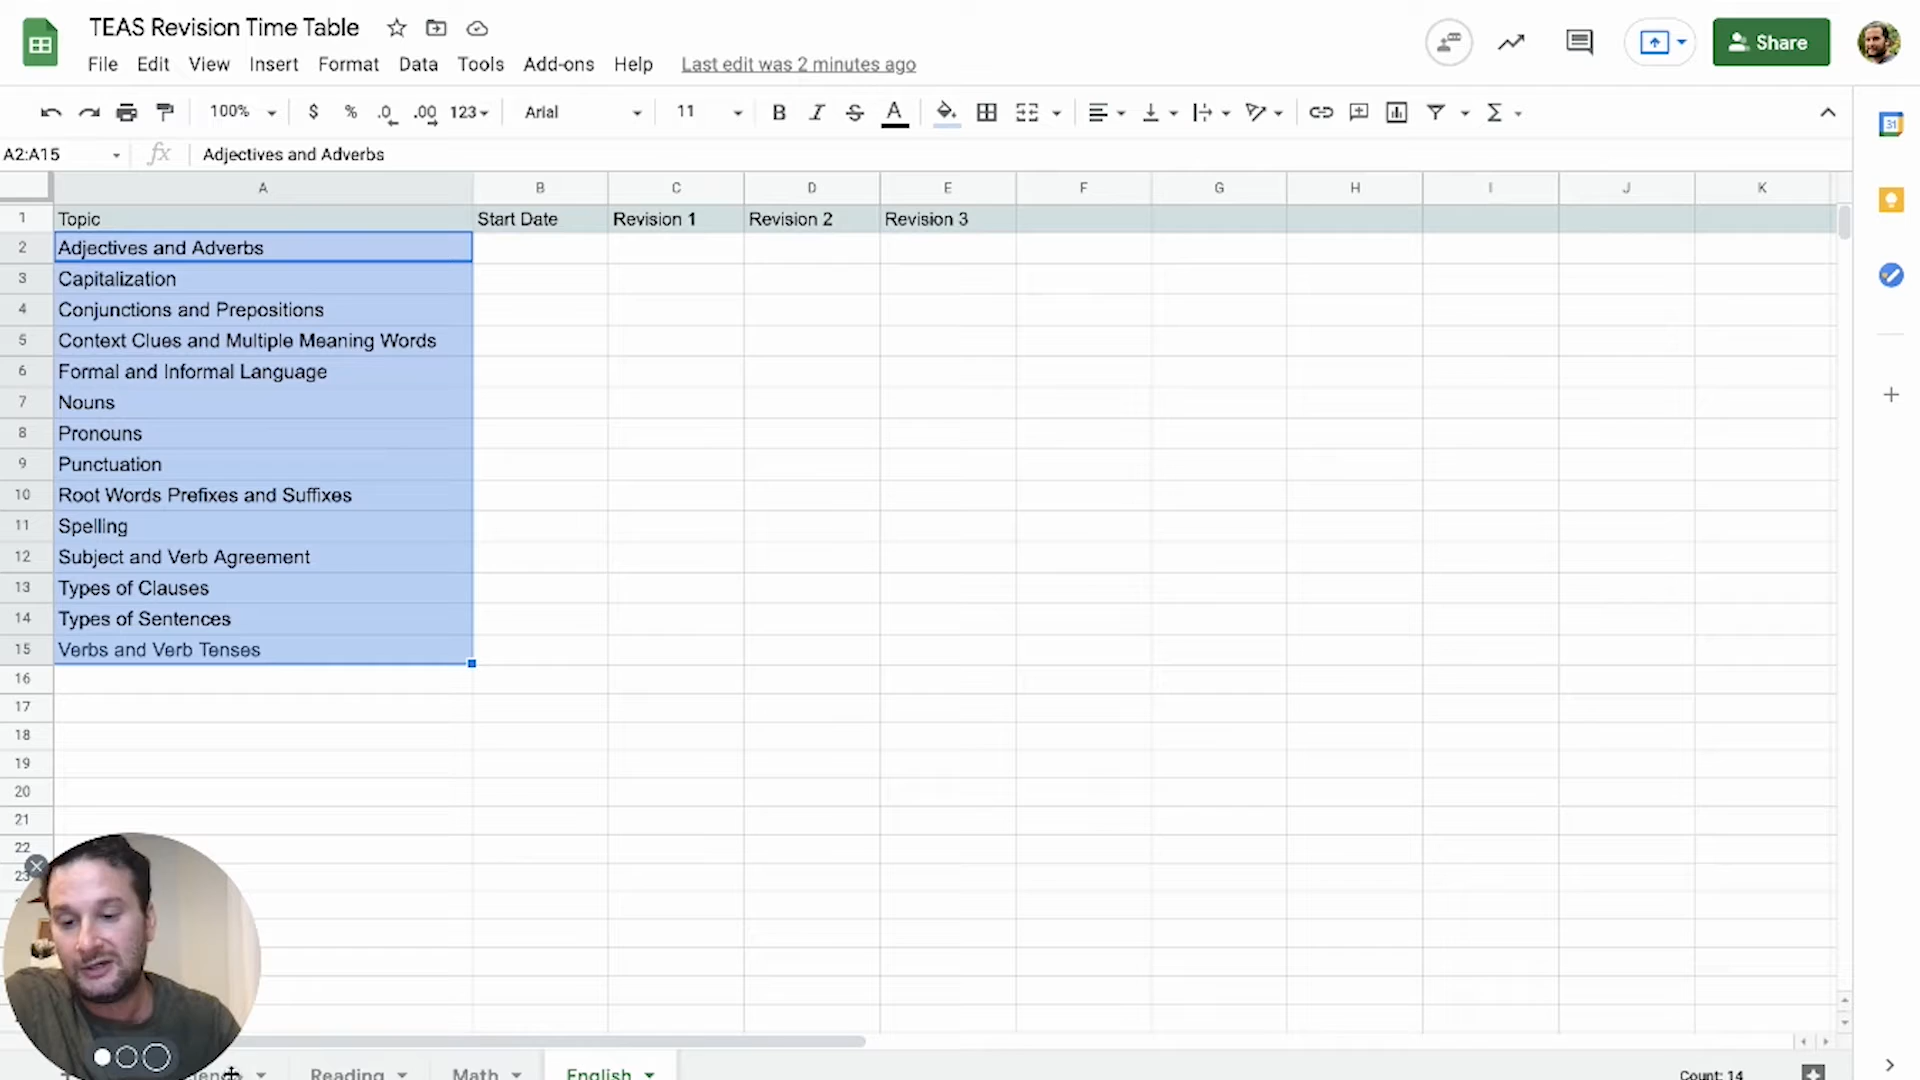 TEAS Revision Time Table
File Edit View Insert Format Data Tools Add-ons Help Last edit was 2 minutes ago
Share
100% $ % .0 .00 123 Arial 11 B I S A
A2:A15 fx Adjectives and Adverbs
A B C D E F G H I J K
1 Topic Start Date Revision 1 Revision 2 Revision 3
2 Adjectives and Adverbs
3 Capitalization
4 Conjunctions and Prepositions
5 Context Clues and Multiple Meaning Words
6 Formal and Informal Language
7 Nouns
8 Pronouns
9 Punctuation
10 Root Words Prefixes and Suffixes
11 Spelling
12 Subject and Verb Agreement
13 Types of Clauses
14 Types of Sentences
15 Verbs and Verb Tenses
16
17
18
19
20
21
22
23
Reading Math English Count: 14
31